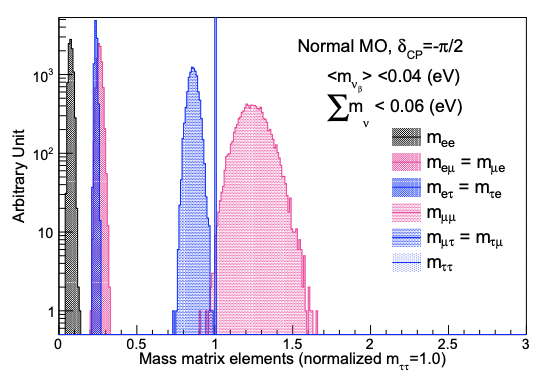 Normal MO, δCP=-π/2
<mνβ> <0.04 (eV)
∑mν < 0.06 (eV)
mee
meμ = mμe
meτ = mτe
mμμ
mμτ = mτμ
mττ
Arbitrery Unit
10³
10²
10
1
0 0.5 1 1.5 2 2.5 3
Mass matrix elements (normalized mττ=1.0)